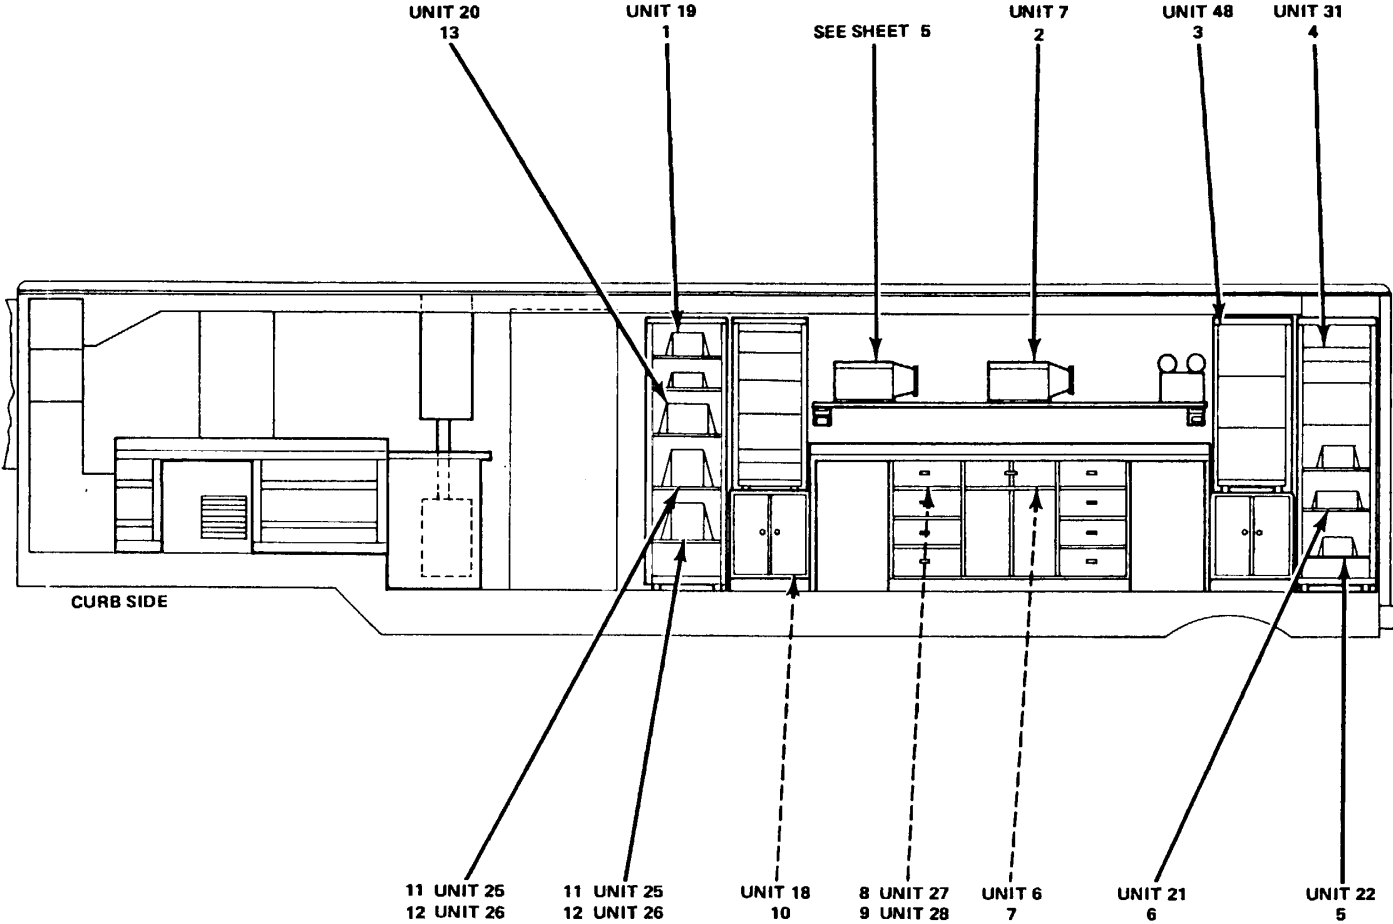 UNIT 20
13
UNIT 19
1
SEE SHEET 5
UNIT 7
2
UNIT 48
3
UNIT 31
4
CURB SIDE
11 UNIT 25
12 UNIT 26
11 UNIT 25
12 UNIT 26
UNIT 18
10
8 UNIT 27
9 UNIT 28
UNIT 6
7
UNIT 21
6
UNIT 22
5